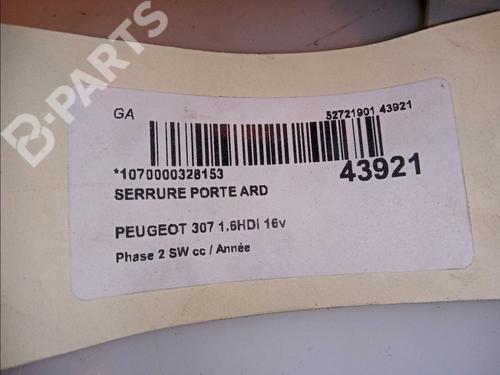 B-PARTS
GA
52721901 43921
*1070000328153
43921
SERRURE PORTE ARD
PEUGEOT 307 1.6HDi 16v
Phase 2 SW cc / Année